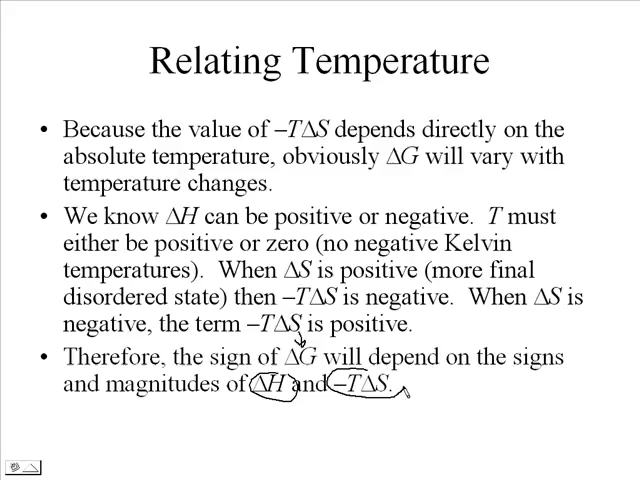 Relating Temperature
• Because the value of –TΔS depends directly on the
absolute temperature, obviously ΔG will vary with
temperature changes.
• We know ΔH can be positive or negative.  T must
either be positive or zero (no negative Kelvin
temperatures).  When ΔS is positive (more final
disordered state) then –TΔS is negative.  When ΔS is
negative, the term –TΔS is positive.
• Therefore, the sign of ΔG will depend on the signs
and magnitudes of ΔH and –TΔS.